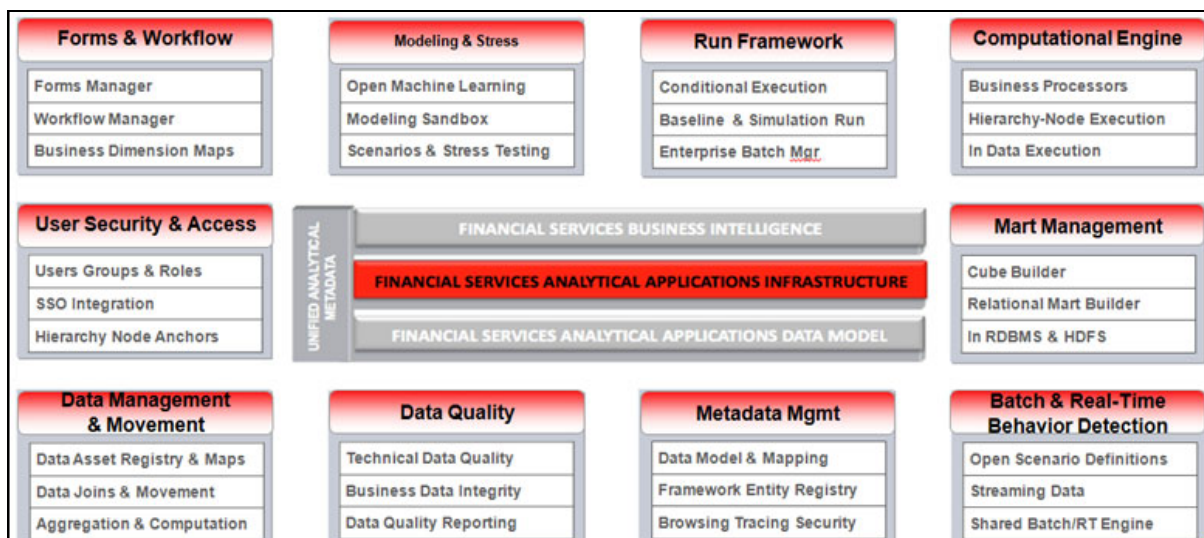 Forms & Workflow
Forms Manager
Workflow Manager
Business Dimension Maps
Modeling & Stress
Open Machine Learning
Modeling Sandbox
Scenarios & Stress Testing
Run Framework
Conditional Execution
Baseline & Simulation Run
Enterprise Batch Mgr
Computational Engine
Business Processors
Hierarchy-Node Execution
In Data Execution
User Security & Access
Users Groups & Roles
SSO Integration
Hierarchy Node Anchors
UNIFIED ANALYTICAL
METADATA
FINANCIAL SERVICES BUSINESS INTELLIGENCE
FINANCIAL SERVICES ANALYTICAL APPLICATIONS INFRASTRUCTURE
FINANCIAL SERVICES ANALYTICAL APPLICATIONS DATA MODEL
Mart Management
Cube Builder
Relational Mart Builder
In RDBMS & HDFS
Data Management
& Movement
Data Asset Registry & Maps
Data Joins & Movement
Aggregation & Computation
Data Quality
Technical Data Quality
Business Data Integrity
Data Quality Reporting
Metadata Mgmt
Data Model & Mapping
Framework Entity Registry
Browsing Tracing Security
Batch & Real-Time
Behavior Detection
Open Scenario Definitions
Streaming Data
Shared Batch/RT Engine